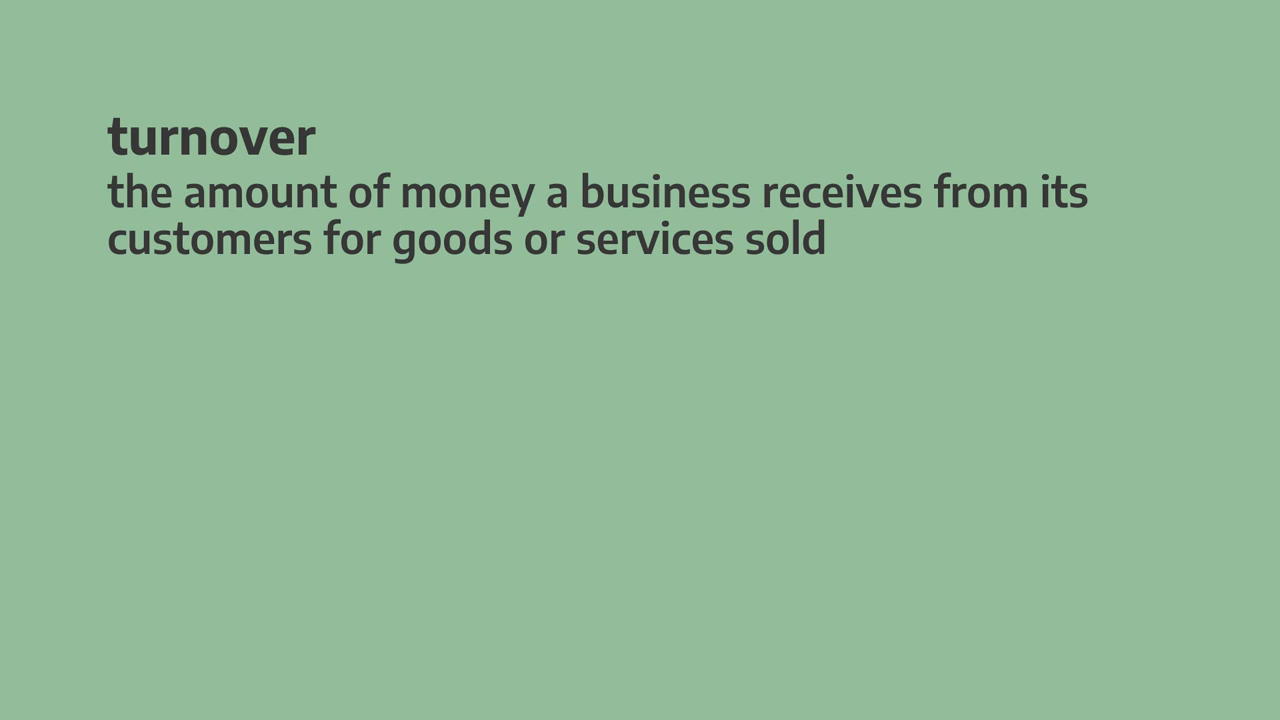 turnover
the amount of money a business receives from its
customers for goods or services sold